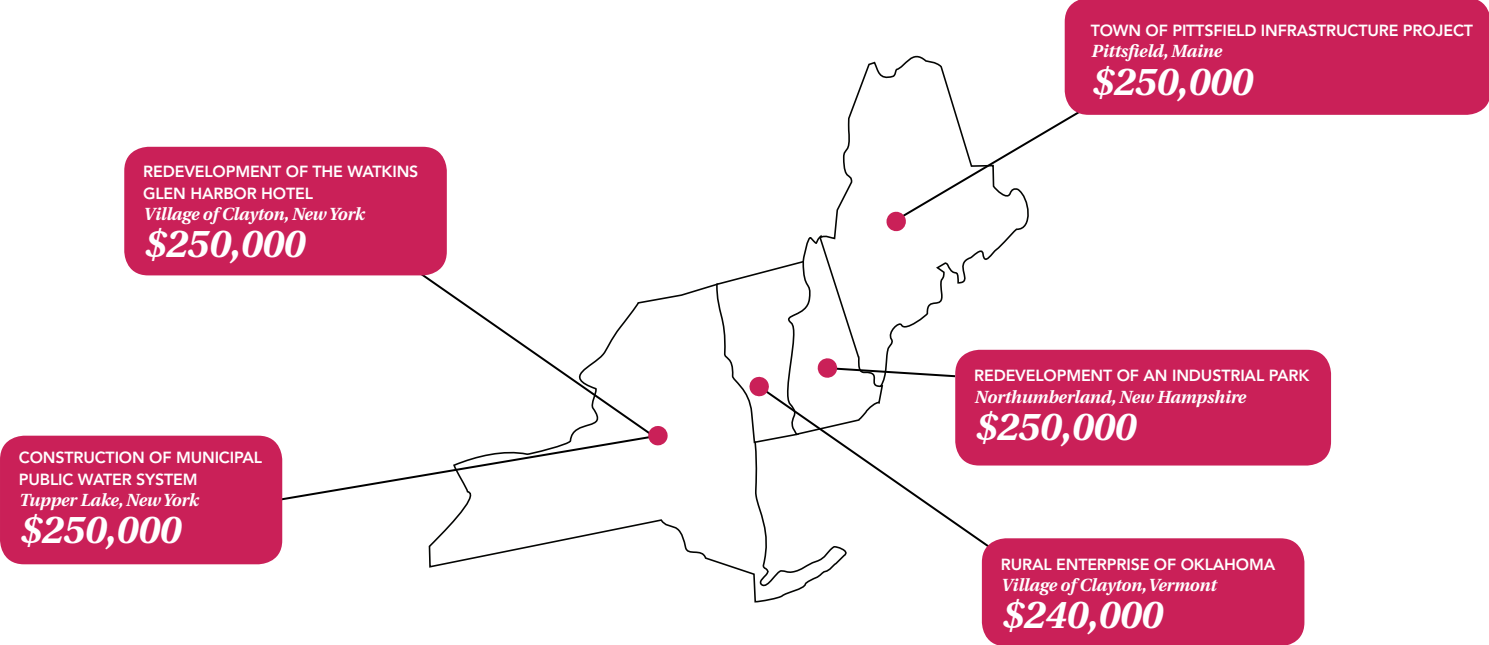 TOWN OF PITTSFIELD INFRASTRUCTURE PROJECT
Pittsfield, Maine
$250,000
REDEVELOPMENT OF THE WATKINS
GLEN HARBOR HOTEL
Village of Clayton, New York
$250,000
REDEVELOPMENT OF AN INDUSTRIAL PARK
Northumberland, New Hampshire
$250,000
CONSTRUCTION OF MUNICIPAL
PUBLIC WATER SYSTEM
Tupper Lake, New York
$250,000
RURAL ENTERPRISE OF OKLAHOMA
Village of Clayton, Vermont
$240,000